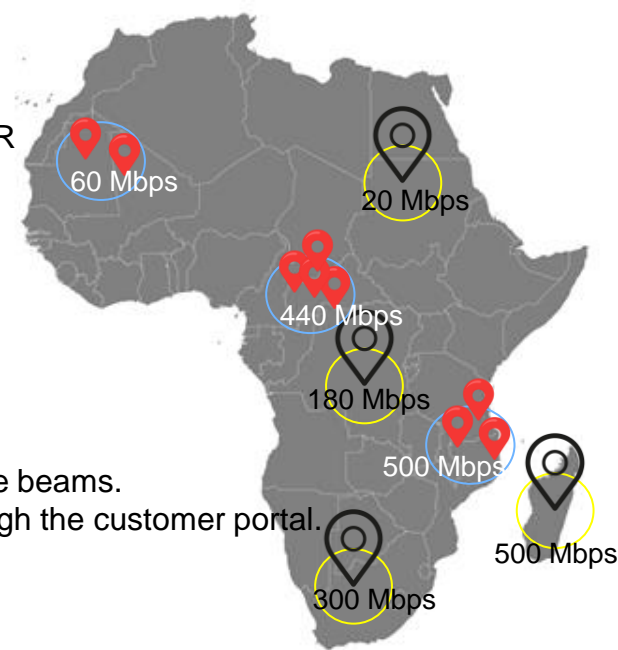 R
60 Mbps
20 Mbps
440 Mbps
180 Mbps
500 Mbps
e beams.
gh the customer portal.
500 Mbps
300 Mbps